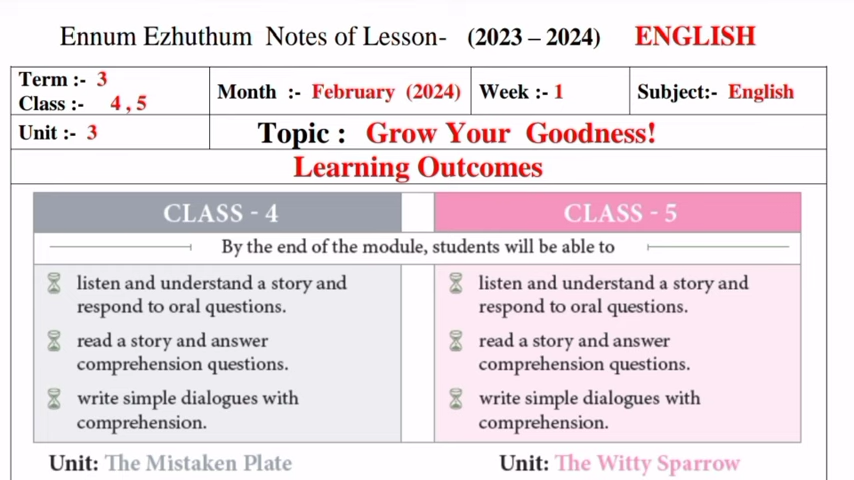 Ennum Ezhuthum Notes of Lesson- (2023 – 2024) ENGLISH
Term :- 3
Class :- 4 , 5
Month :- February (2024)
Week :- 1
Subject:- English
Unit :- 3
Topic : Grow Your Goodness!
Learning Outcomes
CLASS - 4
CLASS - 5
By the end of the module, students will be able to
listen and understand a story and
respond to oral questions.
read a story and answer
comprehension questions.
write simple dialogues with
comprehension.
listen and understand a story and
respond to oral questions.
read a story and answer
comprehension questions.
write simple dialogues with
comprehension.
Unit: The Mistaken Plate
Unit: The Witty Sparrow